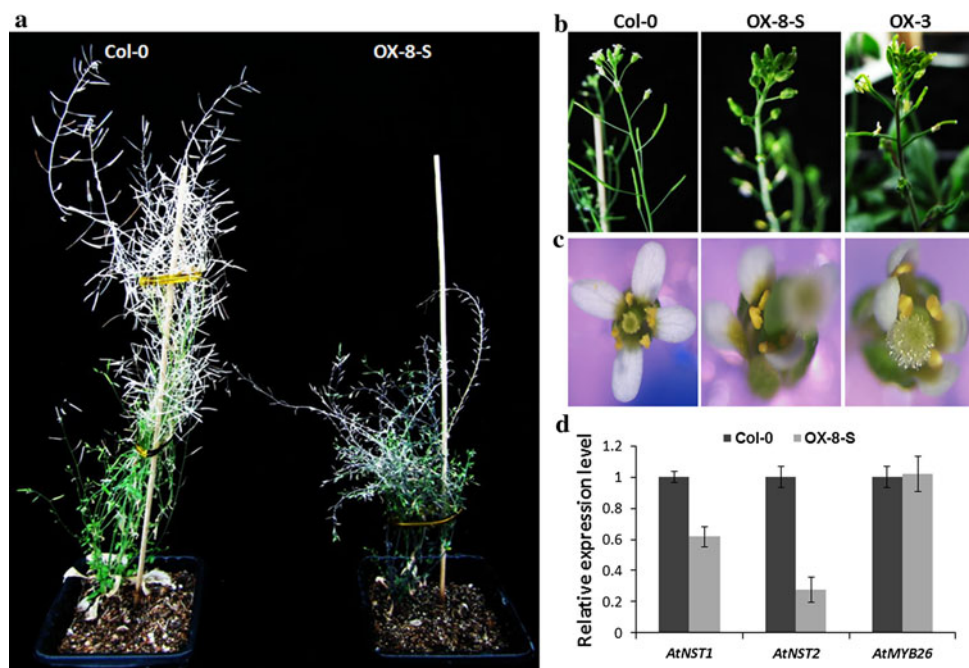 a
Col-0 OX-8-S
b
Col-0 OX-8-S OX-3
c
d
Col-0 OX-8-S
Relative expression level
1.2
1
0.8
0.6
0.4
0.2
0
AtNST1 AtNST2 AtMYB26